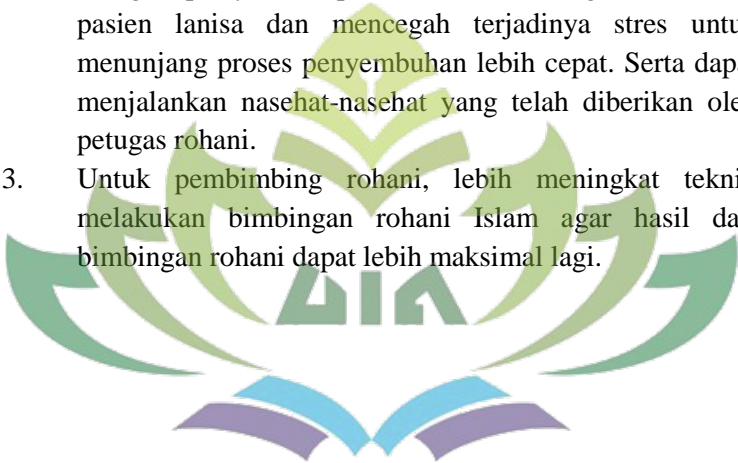 pasien lanisa dan mencegah terjadinya stres untu
menunjang proses penyembuhan lebih cepat. Serta dapa
menjalankan nasehat-nasehat yang telah diberikan ole
petugas rohani.
3. Untuk pembimbing rohani, lebih meningkat tekni
melakukan bimbingan rohani Islam agar hasil da
bimbingan rohani dapat lebih maksimal lagi.
UIN